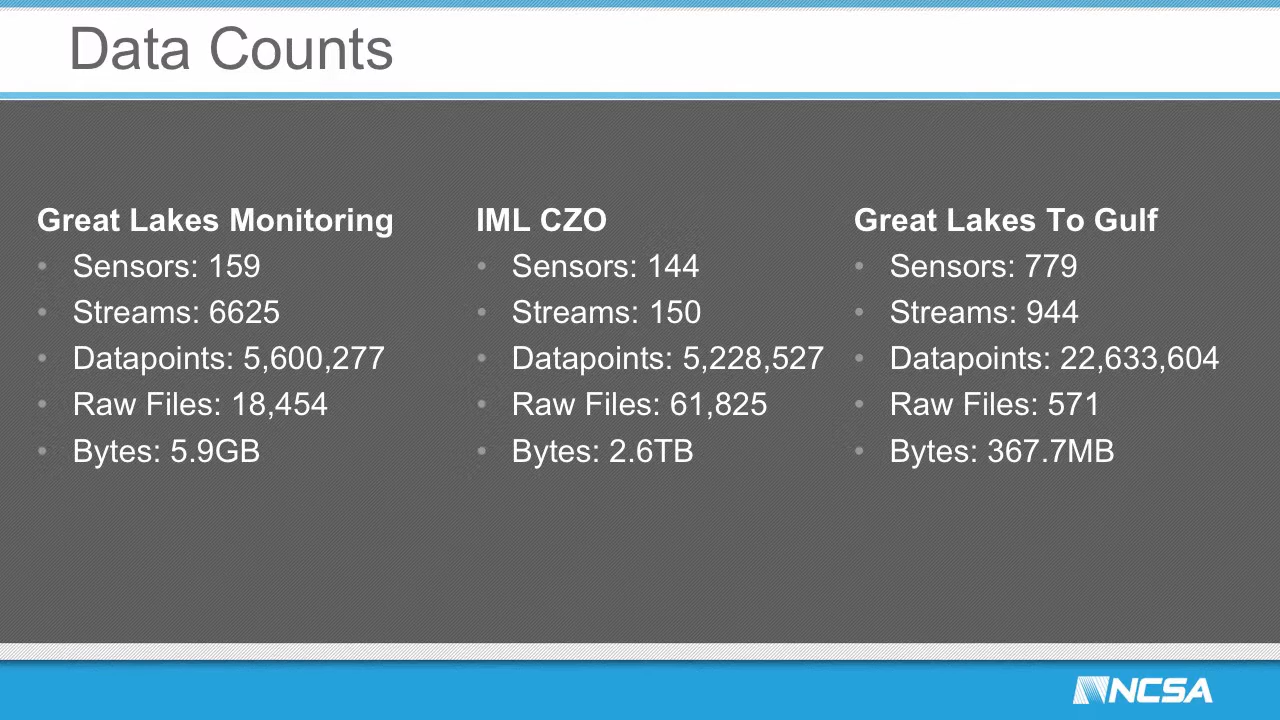 Data Counts
Great Lakes Monitoring
• Sensors: 159
• Streams: 6625
• Datapoints: 5,600,277
• Raw Files: 18,454
• Bytes: 5.9GB
IML CZO
• Sensors: 144
• Streams: 150
• Datapoints: 5,228,527
• Raw Files: 61,825
• Bytes: 2.6TB
Great Lakes To Gulf
• Sensors: 779
• Streams: 944
• Datapoints: 22,633,604
• Raw Files: 571
• Bytes: 367.7MB
NCSA